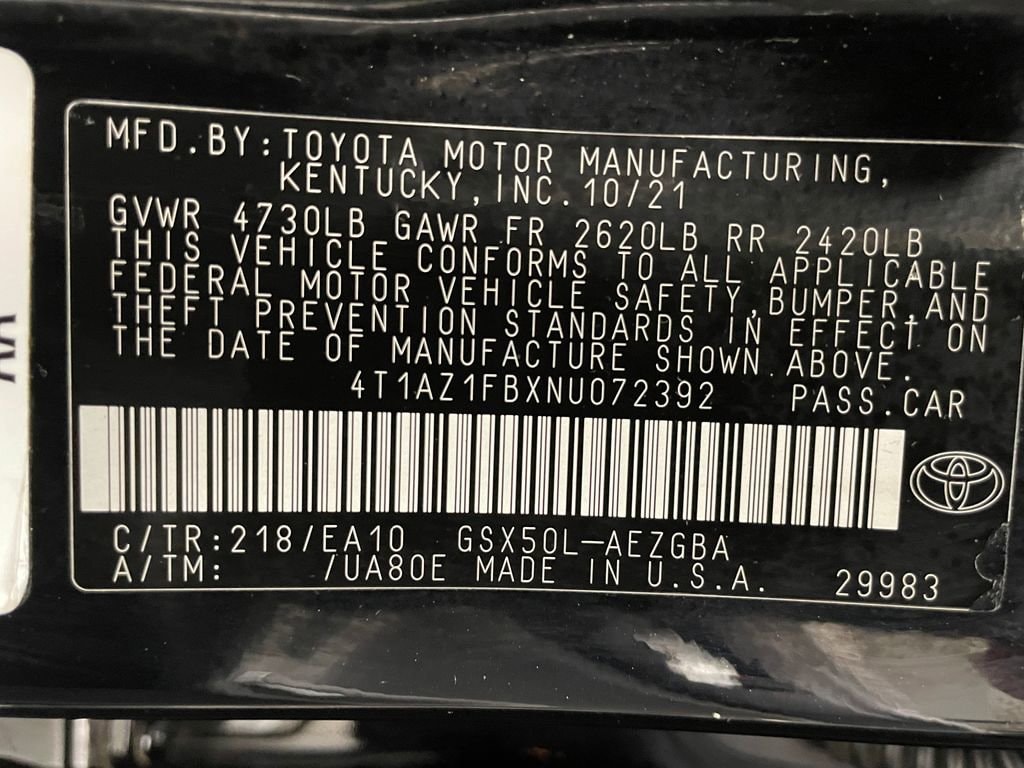 MFD.BY:TOYOTA MOTOR MANUFACTURING,
KENTUCKY,INC.10/21
GVWR 4730LB GAWR FR 2620LB RR 2420LB
THIS VEHICLE CONFORMS TO ALL APPLICABLE
FEDERAL MOTOR VEHICLE SAFETY,BUMPER,AND
THEFT PREVENTION STANDARDS IN EFFECT ON
THE DATE OF MANUFACTURE SHOWN ABOVE.
4T1AZ1FBXNU072392 PASS.CAR
C/TR:218/EA10 GSX50L-AEZGBA
A/TM: /UA80E MADE IN U.S.A. 29983